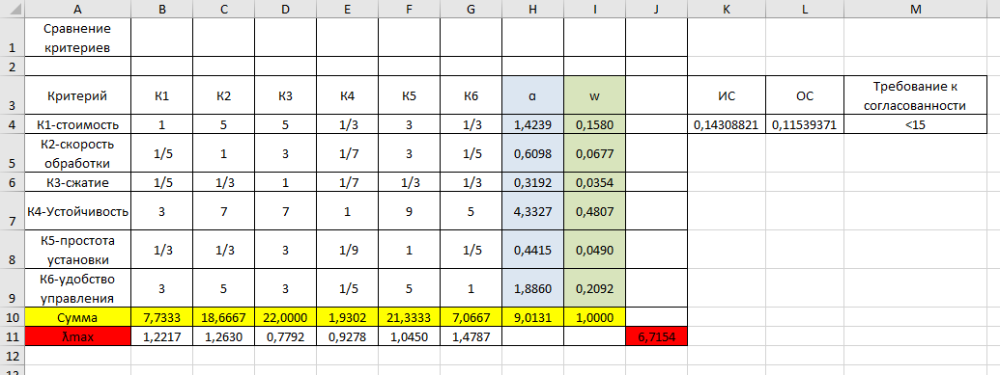 A B C D E F G H I J K L M
1 Сравнение
критериев
2
3 Критерий К1 К2 К3 К4 К5 К6 α w ИС ОС Требование к
согласованности
4 К1-стоимость 1 5 5 1/3 3 1/3 1,4239 0,1580 0,14308821 0,11539371 <15
5 К2-скорость
обработки 1/5 1 3 1/7 3 1/5 0,6098 0,0677
6 К3-сжатие 1/5 1/3 1 1/7 1/3 1/3 0,3192 0,0354
7 К4-Устойчивость 3 7 7 1 9 5 4,3327 0,4807
8 К5-простота
установки 1/3 1/3 3 1/9 1 1/5 0,4415 0,0490
9 К6-удобство
управления 3 5 3 1/5 5 1 1,8860 0,2092
10 Сумма 7,7333 18,6667 22,0000 1,9302 21,3333 7,0667 9,0131 1,0000
11 λmax 1,2217 1,2630 0,7792 0,9278 1,0450 1,4787 6,7154
12